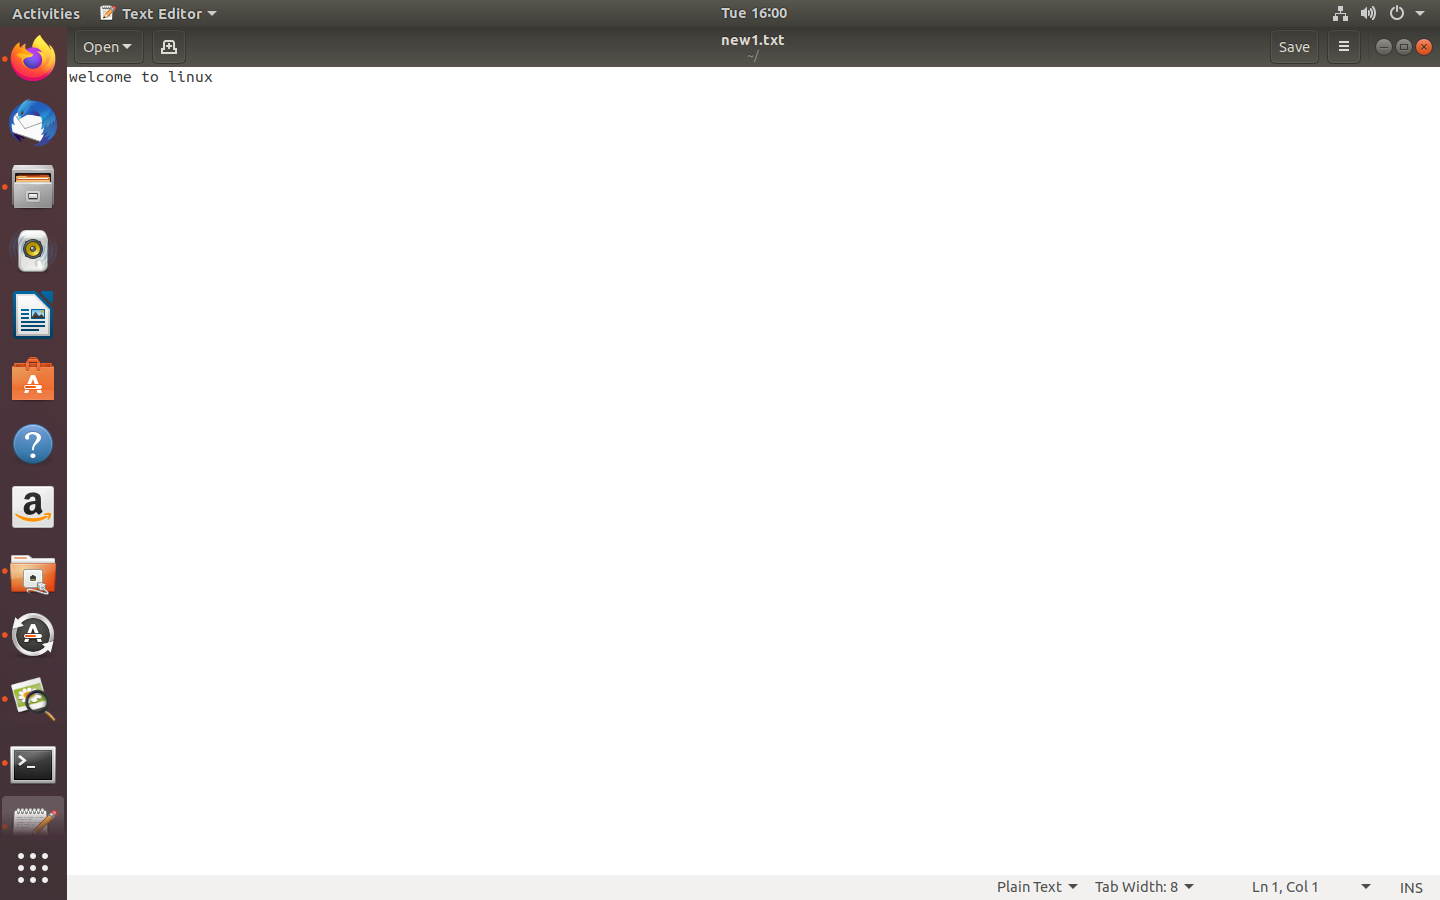 Activities
Text Editor
Tue 16:00
Open
new1.txt
~/
Save
welcome to linux
Plain Text
Tab Width: 8
Ln 1, Col 1
INS